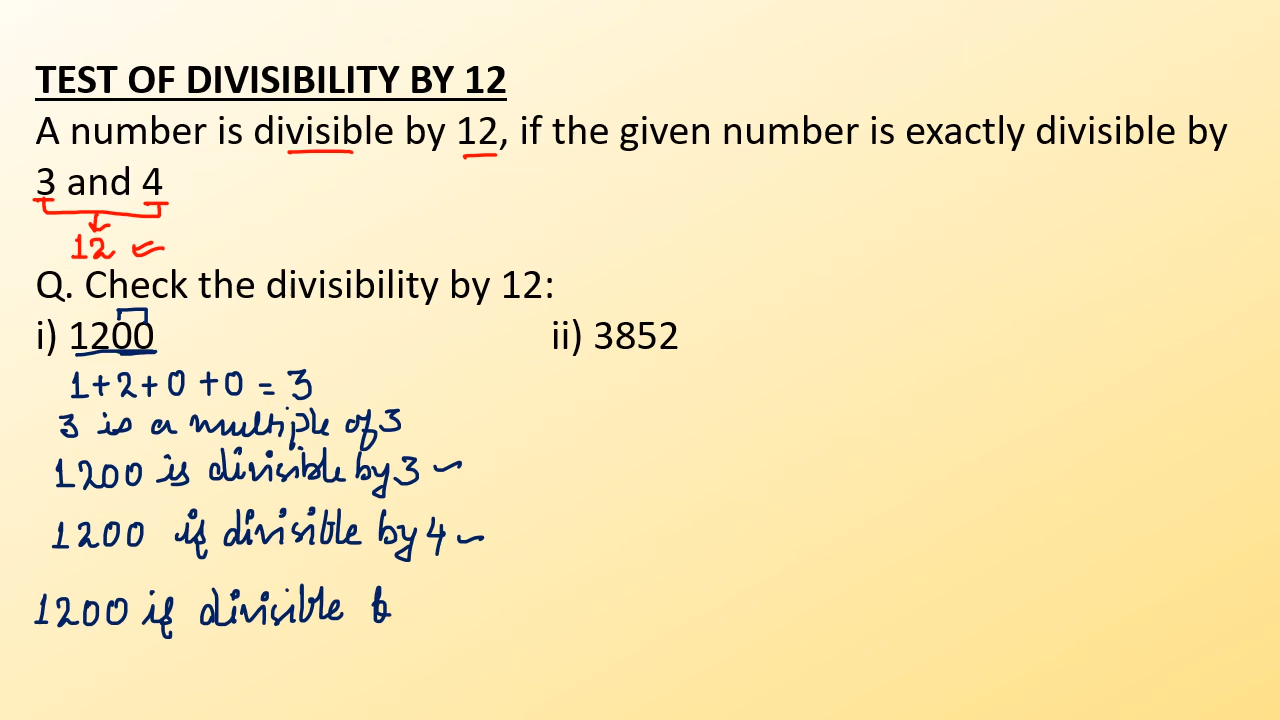 TEST OF DIVISIBILITY BY 12
A number is divisible by 12, if the given number is exactly divisible by
3 and 4
12
Q. Check the divisibility by 12:
i) 1200 ii) 3852
1+2+0+0 = 3
3 is a multiple of 3
1200 is divisible by 3
1200 is divisible by 4
1200 is divisible b